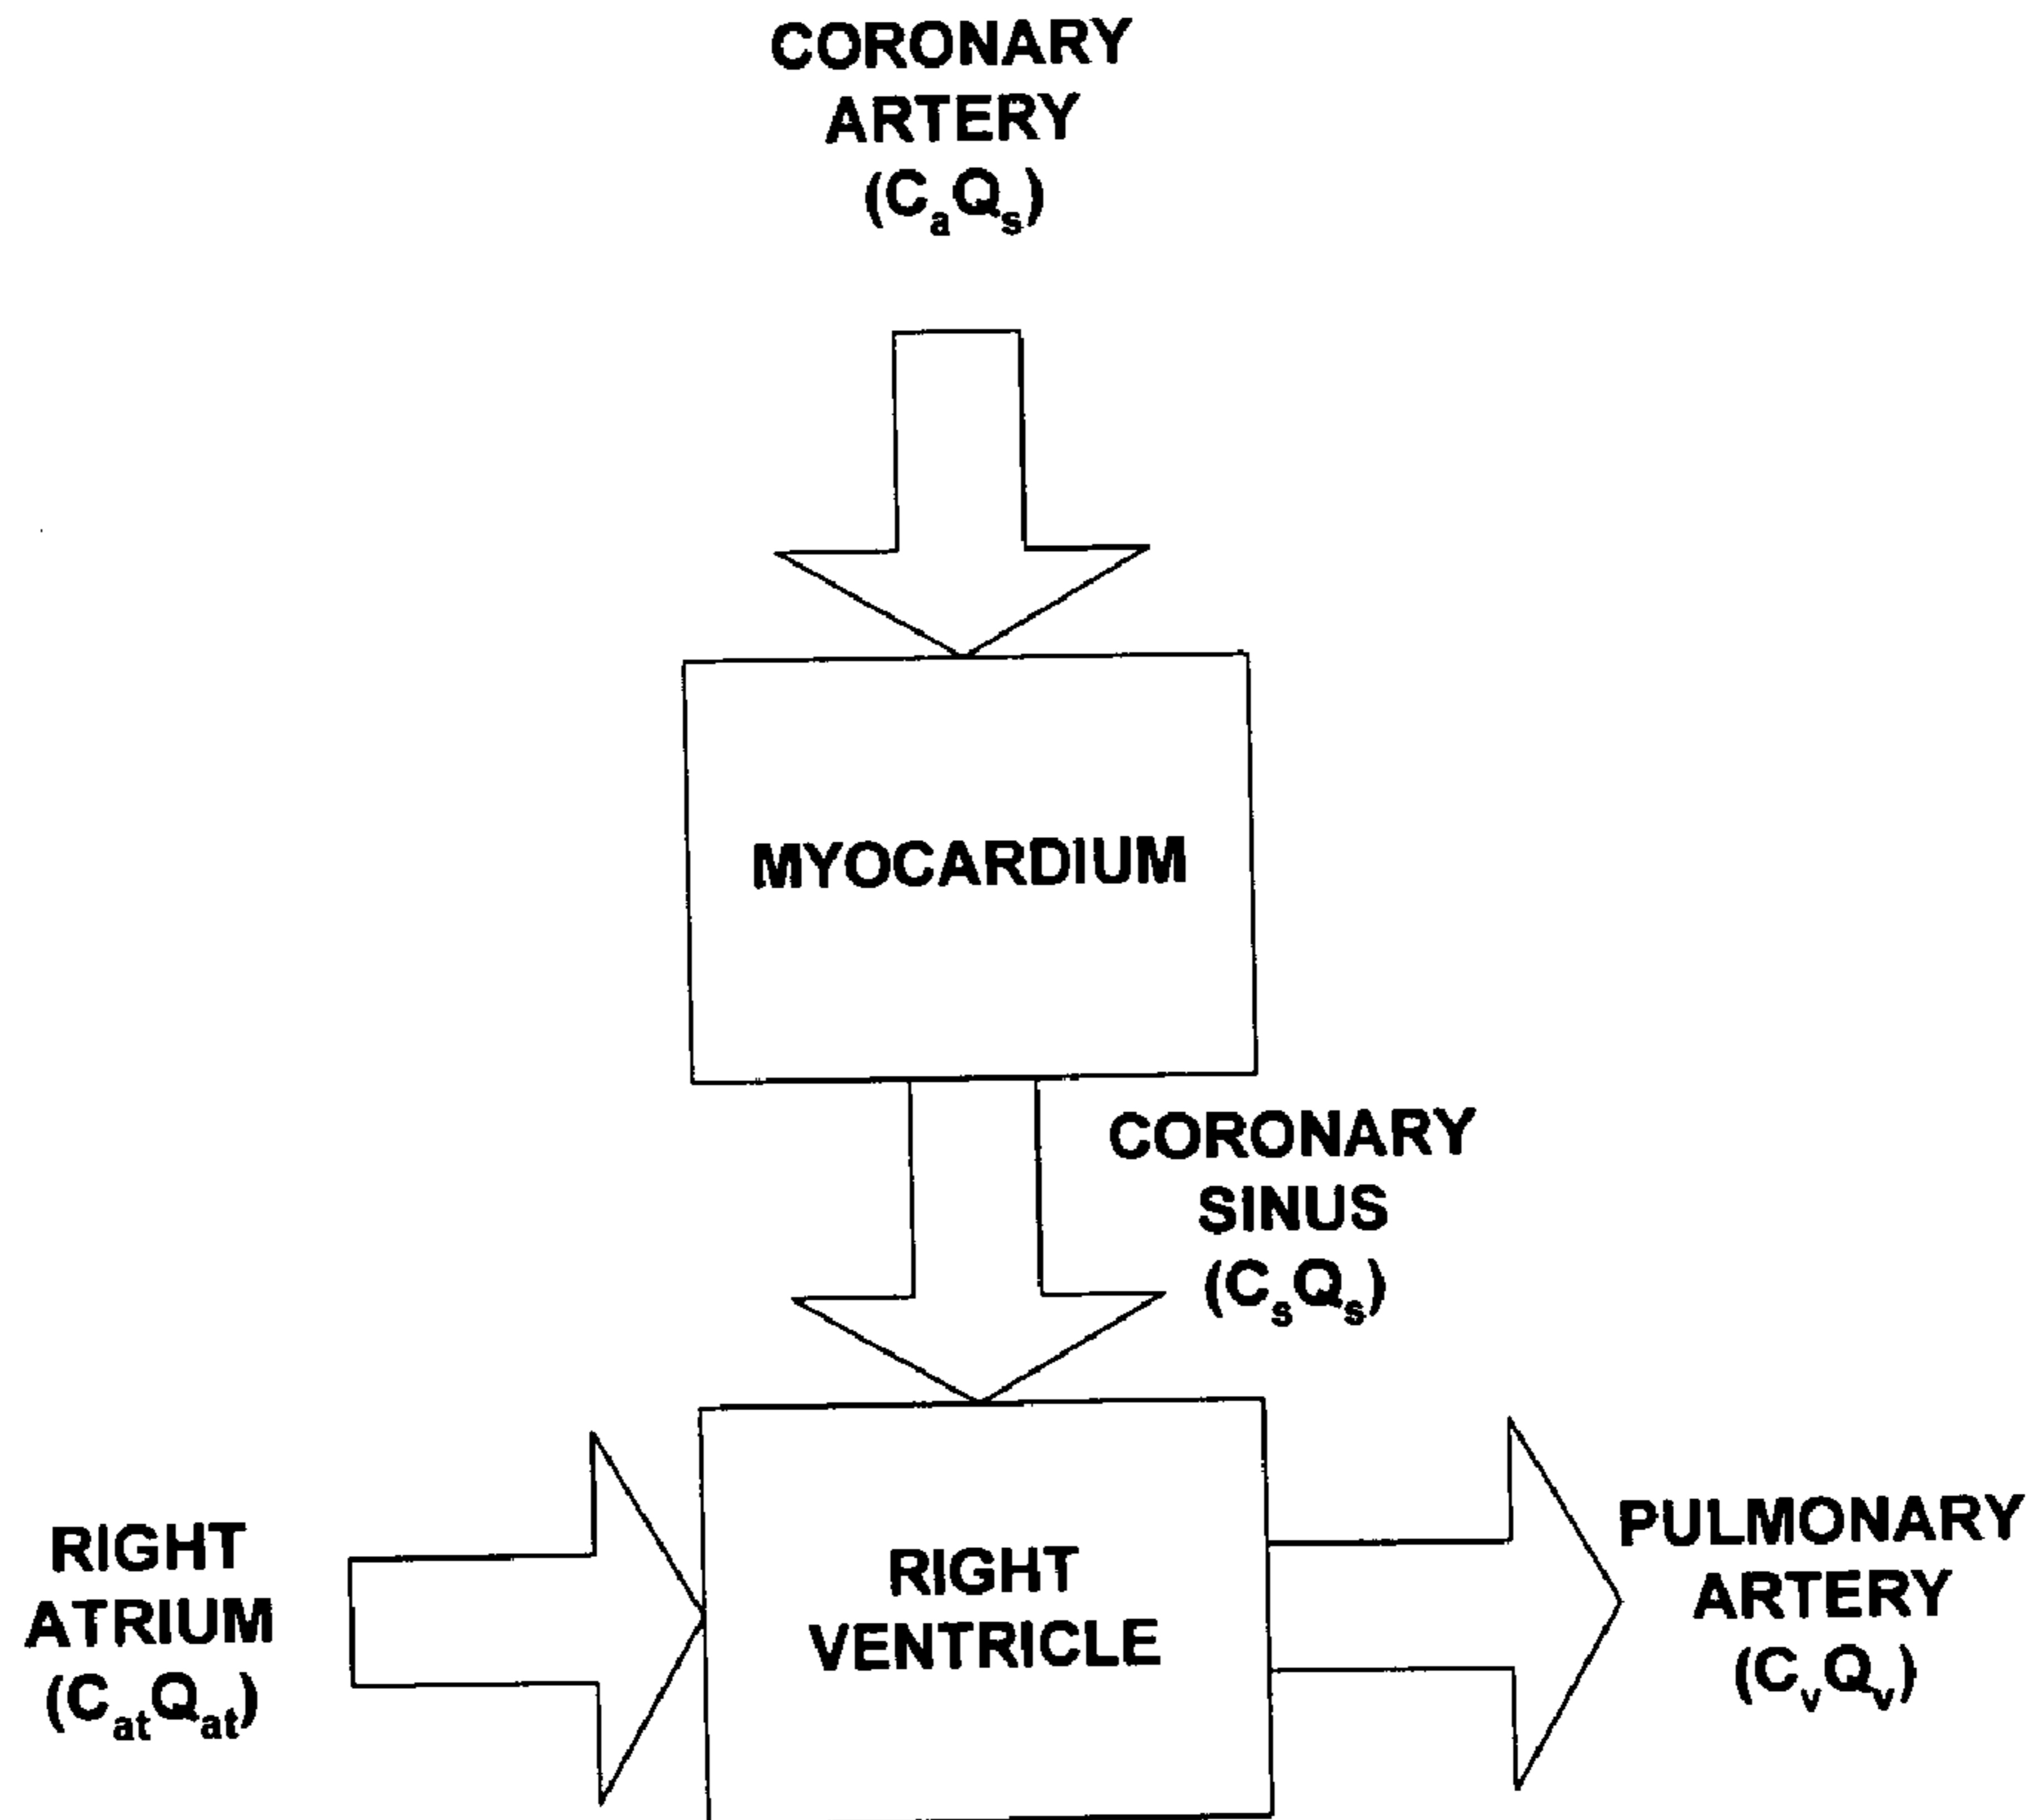 CORONARY
ARTERY
(CaQs)
MYOCARDIUM
CORONARY
SINUS
(CsQs)
RIGHT
ATRIUM
(CatQat)
RIGHT
VENTRICLE
PULMONARY
ARTERY
(CvQv)